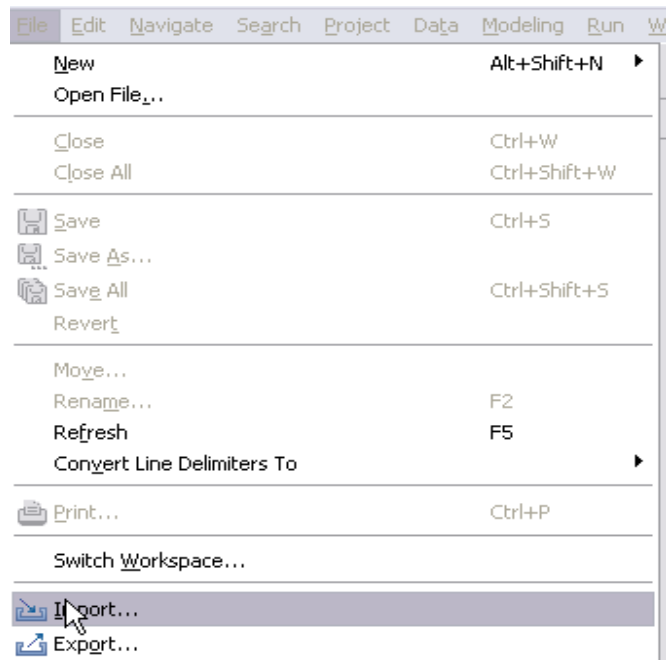 File Edit Navigate Search Project Data Modeling Run W
New Alt+Shift+N
Open File...
Close Ctrl+W
Close All Ctrl+Shift+W
Save Ctrl+S
Save As...
Save All Ctrl+Shift+S
Revert
Move...
Rename... F2
Refresh F5
Convert Line Delimiters To
Print... Ctrl+P
Switch Workspace...
Import...
Export...